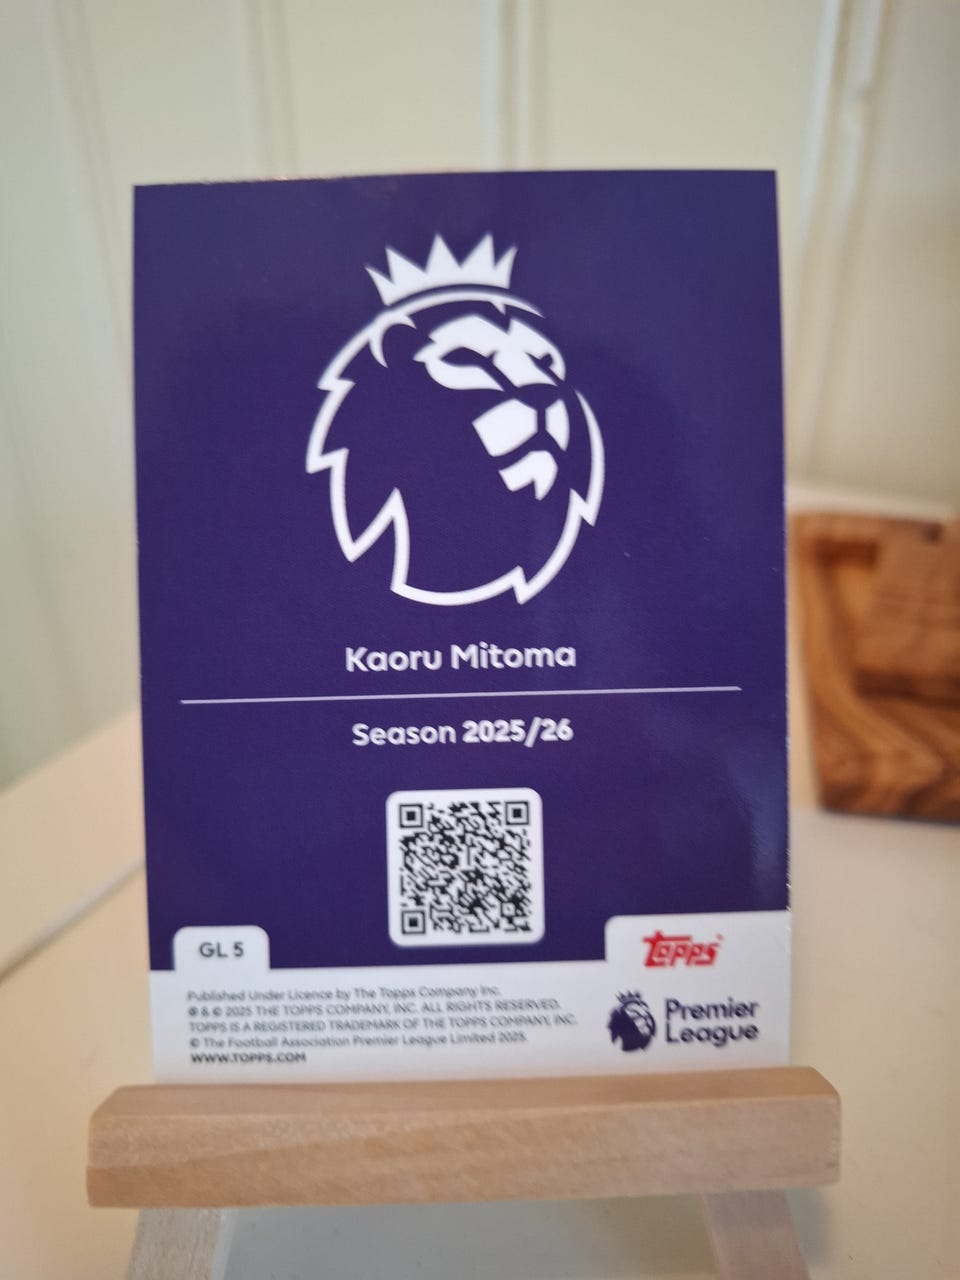 Kaoru Mitoma
Season 2025/26
GL 5
Topps
Published Under Licence by The Topps Company Inc.
® & © 2025 THE TOPPS COMPANY, INC. ALL RIGHTS RESERVED.
TOPPS IS A REGISTERED TRADEMARK OF THE TOPPS COMPANY, INC.
© The Football Association Premier League Limited 2025.
WWW.TOPPS.COM
Premier
League